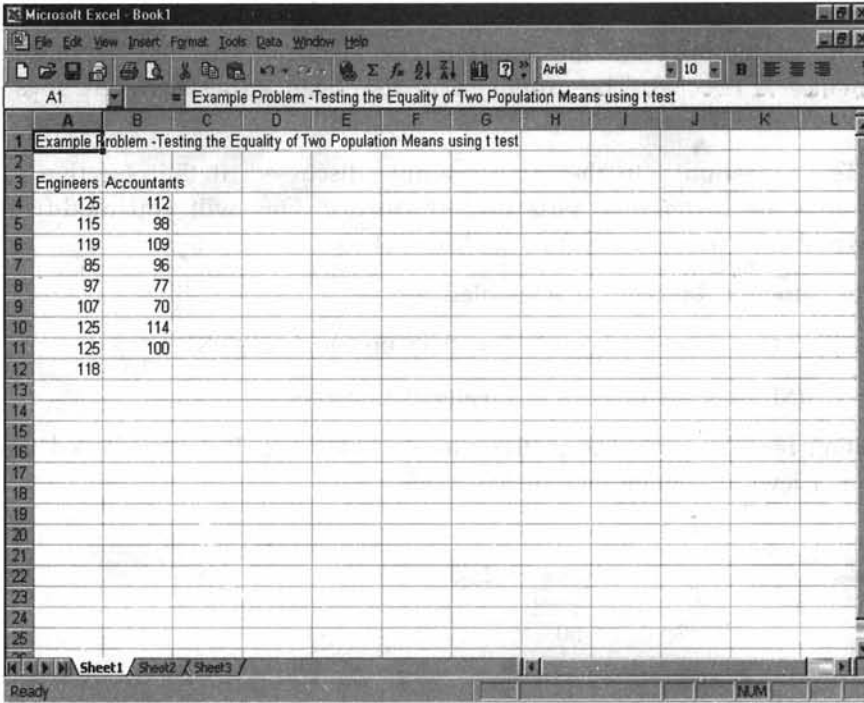 Microsoft Excel - Book1
File Edit View Insert Format Tools Data Window Help
Arial 10 B
A1 = Example Problem -Testing the Equality of Two Population Means using t test
A B C D E F G H I J K L
1 Example Problem -Testing the Equality of Two Population Means using t test
2
3 Engineers Accountants
4 125 112
5 115 98
6 119 109
7 85 96
8 97 77
9 107 70
10 125 114
11 125 100
12 118
13
14
15
16
17
18
19
20
21
22
23
24
25
Sheet1 Sheet2 Sheet3
Ready NUM